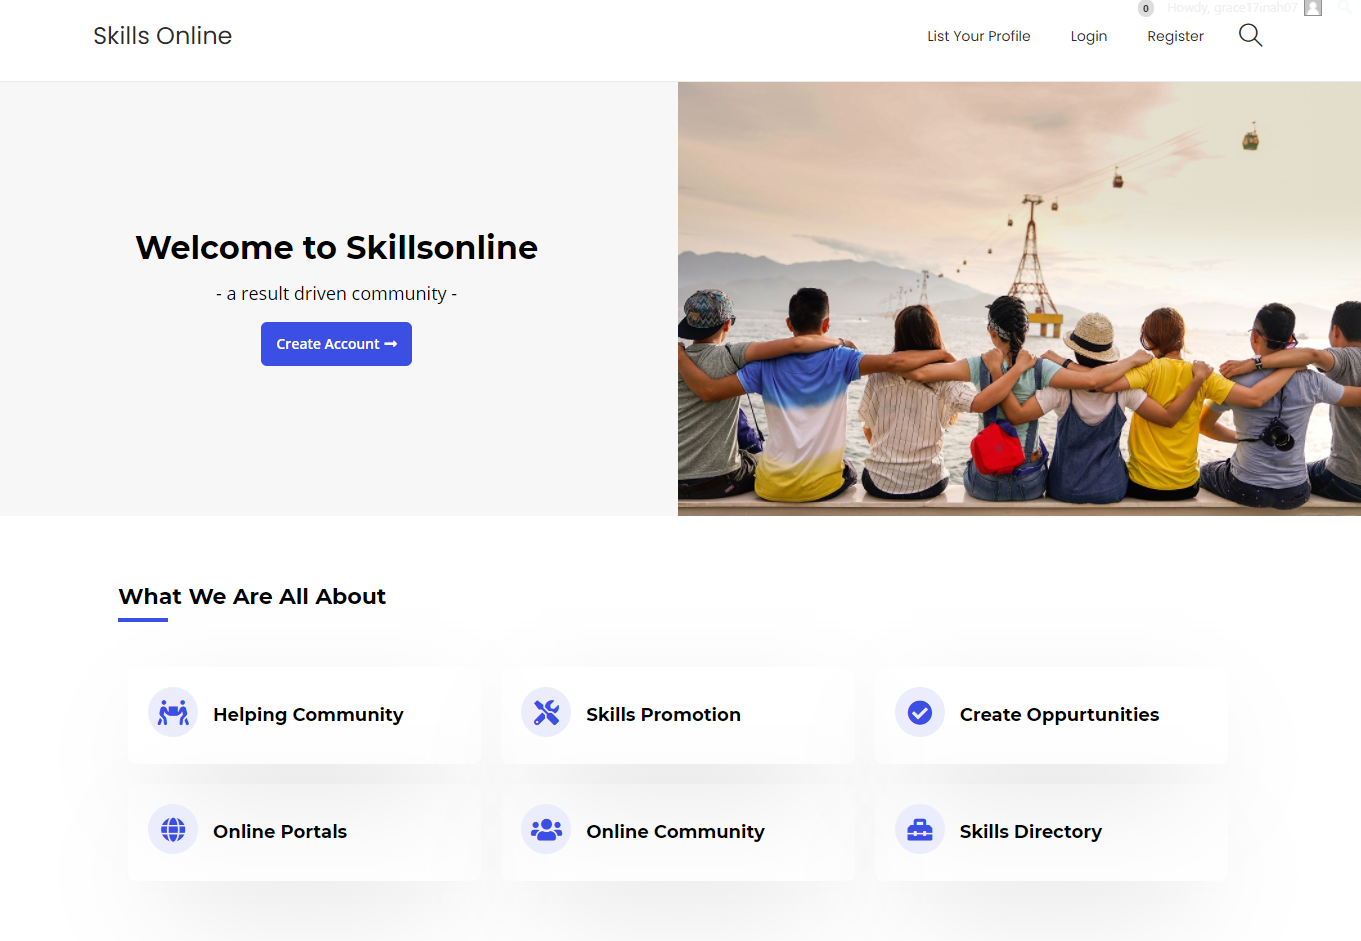 0 Howdy, grace17inah07
Skills Online
List Your Profile Login Register
Welcome to Skillsonline
- a result driven community -
Create Account
What We Are All About
Helping Community
Skills Promotion
Create Oppurtunities
Online Portals
Online Community
Skills Directory